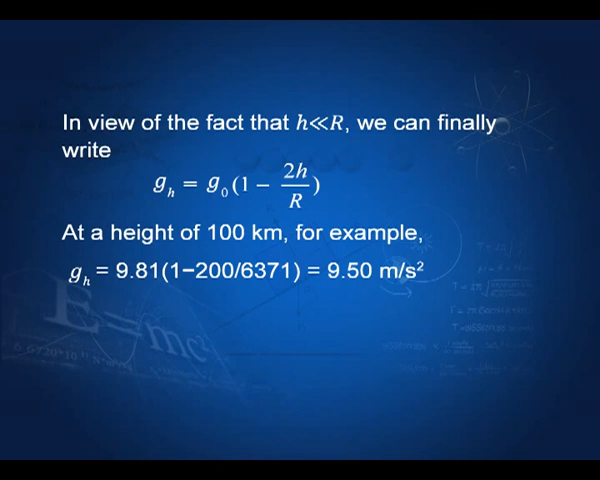 In view of the fact that h≪R, we can finally
write
g_h = g_0(1 − 2h/R)
At a height of 100 km, for example,
g_h = 9.81(1−200/6371) = 9.50 m/s²
E=mc²